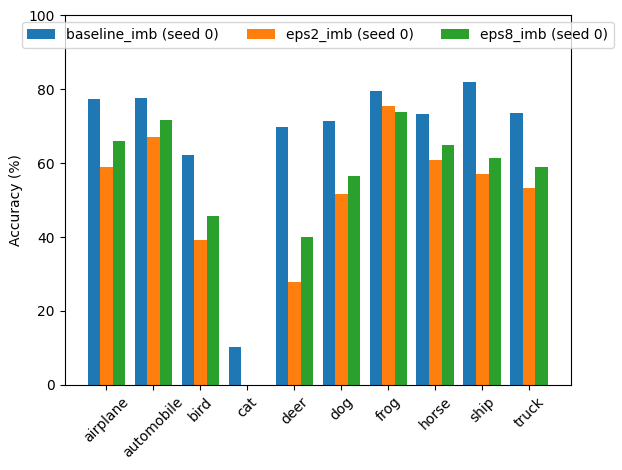 baseline_imb (seed 0) eps2_imb (seed 0) eps8_imb (seed 0)
100
80
60
40
20
0
Accuracy (%)
airplane automobile bird cat deer dog frog horse ship truck